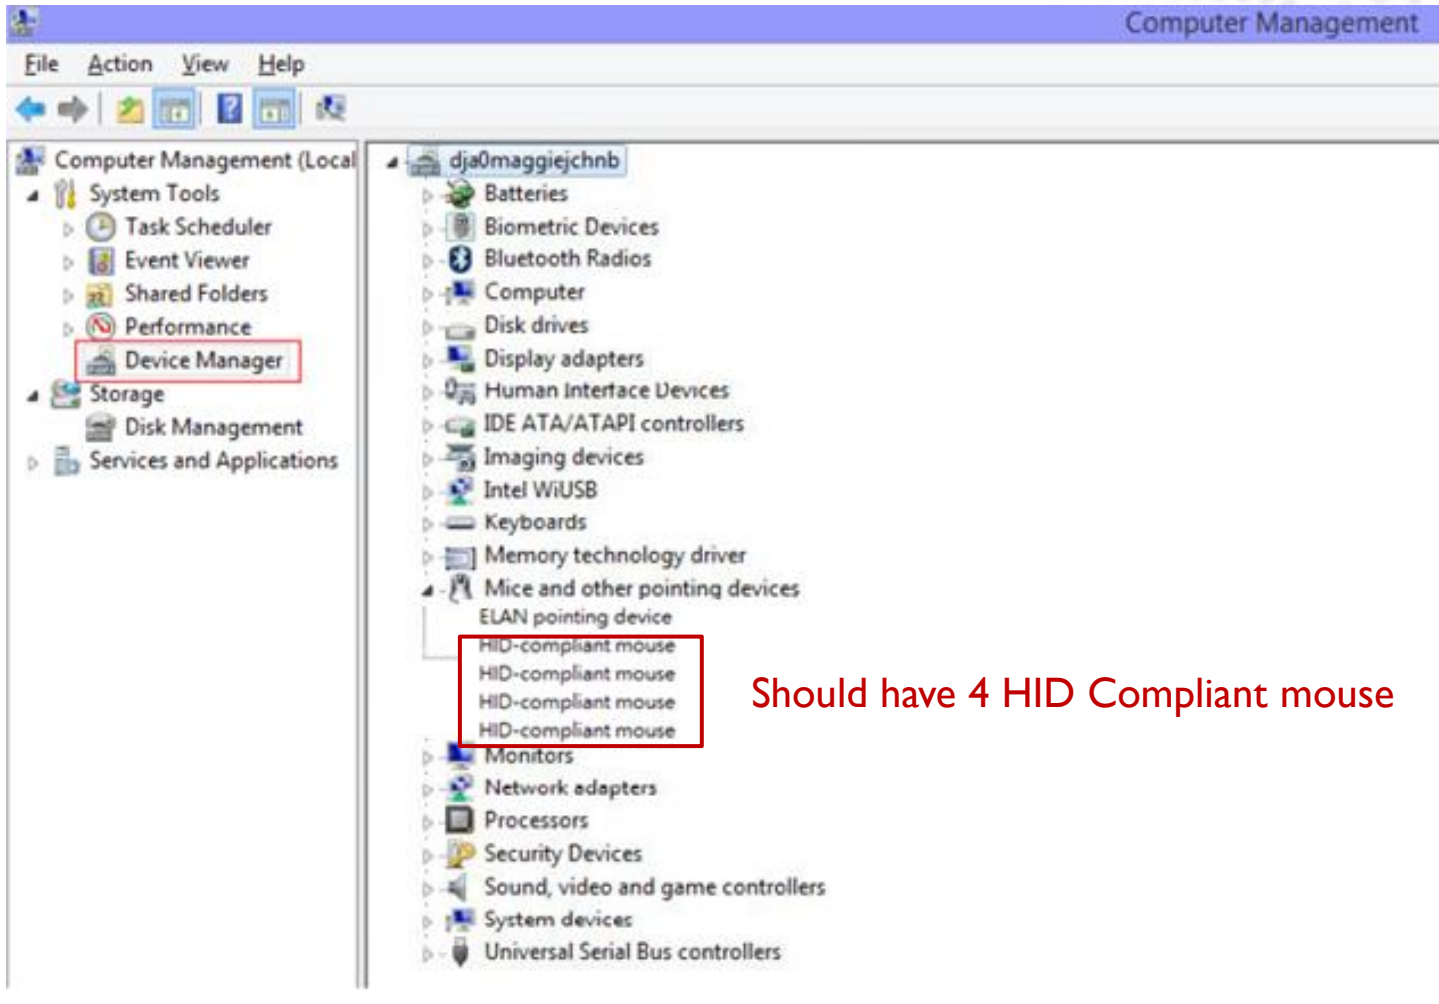 Computer Management
File Action View Help
Computer Management (Local
System Tools
Task Scheduler
Event Viewer
Shared Folders
Performance
Device Manager
Storage
Disk Management
Services and Applications
dja0maggiejchnb
Batteries
Biometric Devices
Bluetooth Radios
Computer
Disk drives
Display adapters
Human Interface Devices
IDE ATA/ATAPI controllers
Imaging devices
Intel WiUSB
Keyboards
Memory technology driver
Mice and other pointing devices
ELAN pointing device
HID-compliant mouse
HID-compliant mouse
HID-compliant mouse
HID-compliant mouse
Should have 4 HID Compliant mouse
Monitors
Network adapters
Processors
Security Devices
Sound, video and game controllers
System devices
Universal Serial Bus controllers